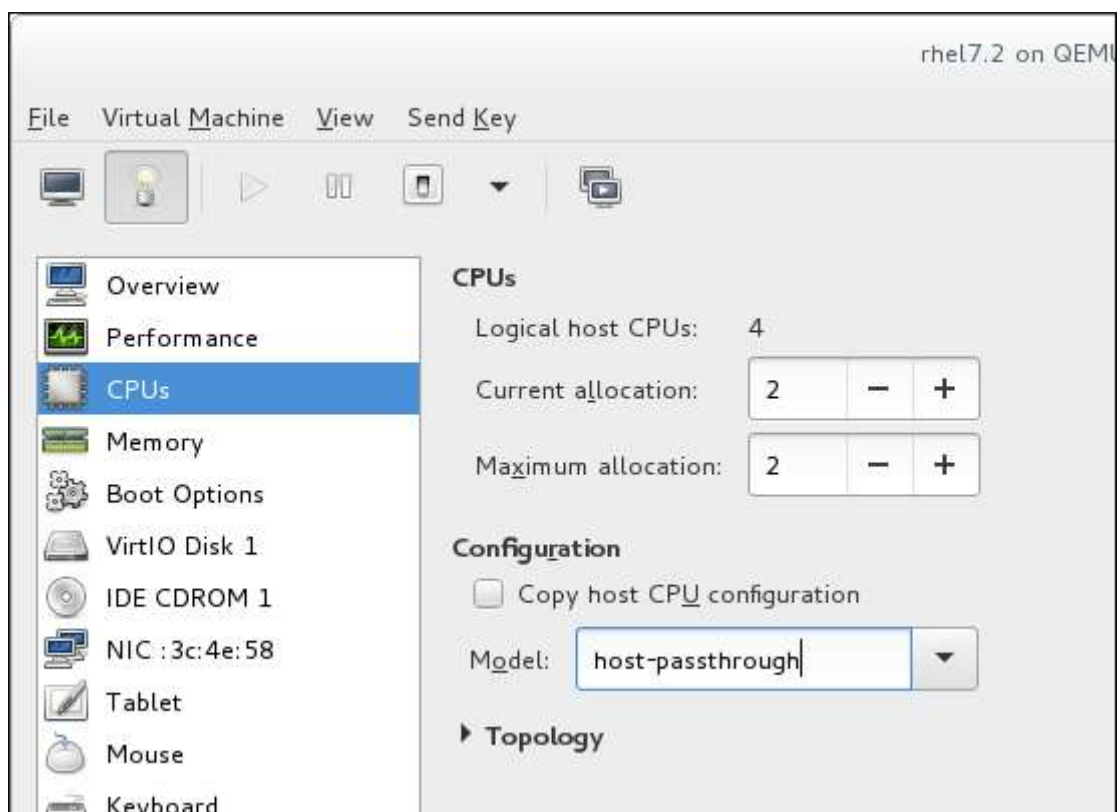 rhel7.2 on QEMU
File Virtual Machine View Send Key
Overview
Performance
CPUs
Memory
Boot Options
VirtIO Disk 1
IDE CDROM 1
NIC :3c:4e:58
Tablet
Mouse
Keyboard
CPUs
Logical host CPUs: 4
Current allocation: 2
Maximum allocation: 2
Configuration
Copy host CPU configuration
Model: host-passthrough
Topology